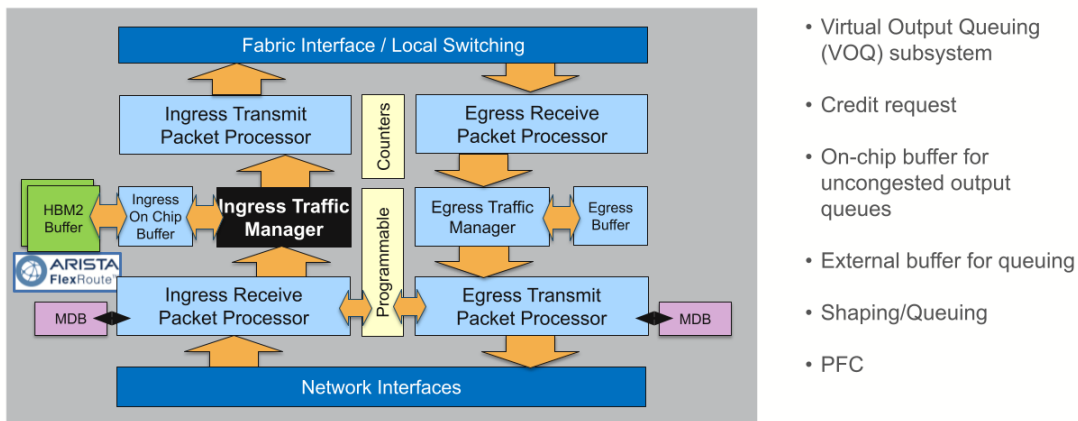 Fabric Interface / Local Switching
Ingress Transmit
Packet Processor
Counters
Egress Receive
Packet Processor
HBM2
Buffer
Ingress
On Chip
Buffer
Ingress Traffic
Manager
Programmable
Egress Traffic
Manager
Egress
Buffer
ARISTA
FlexRoute™
MDB
Ingress Receive
Packet Processor
Egress Transmit
Packet Processor
MDB
Network Interfaces
• Virtual Output Queuing
(VOQ) subsystem
• Credit request
• On-chip buffer for
uncongested output
queues
• External buffer for queuing
• Shaping/Queuing
• PFC